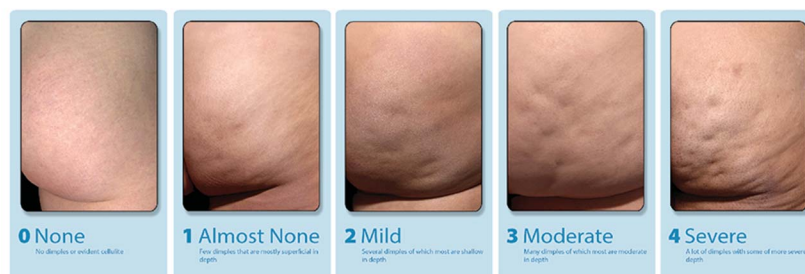 0 None
No dimples or evident cellulite
1 Almost None
Few dimples that are mostly superficial in
depth
2 Mild
Several dimples of which most are shallow
in depth
3 Moderate
Many dimples of which most are moderate
in depth
4 Severe
A lot of dimples with some of more severe
depth